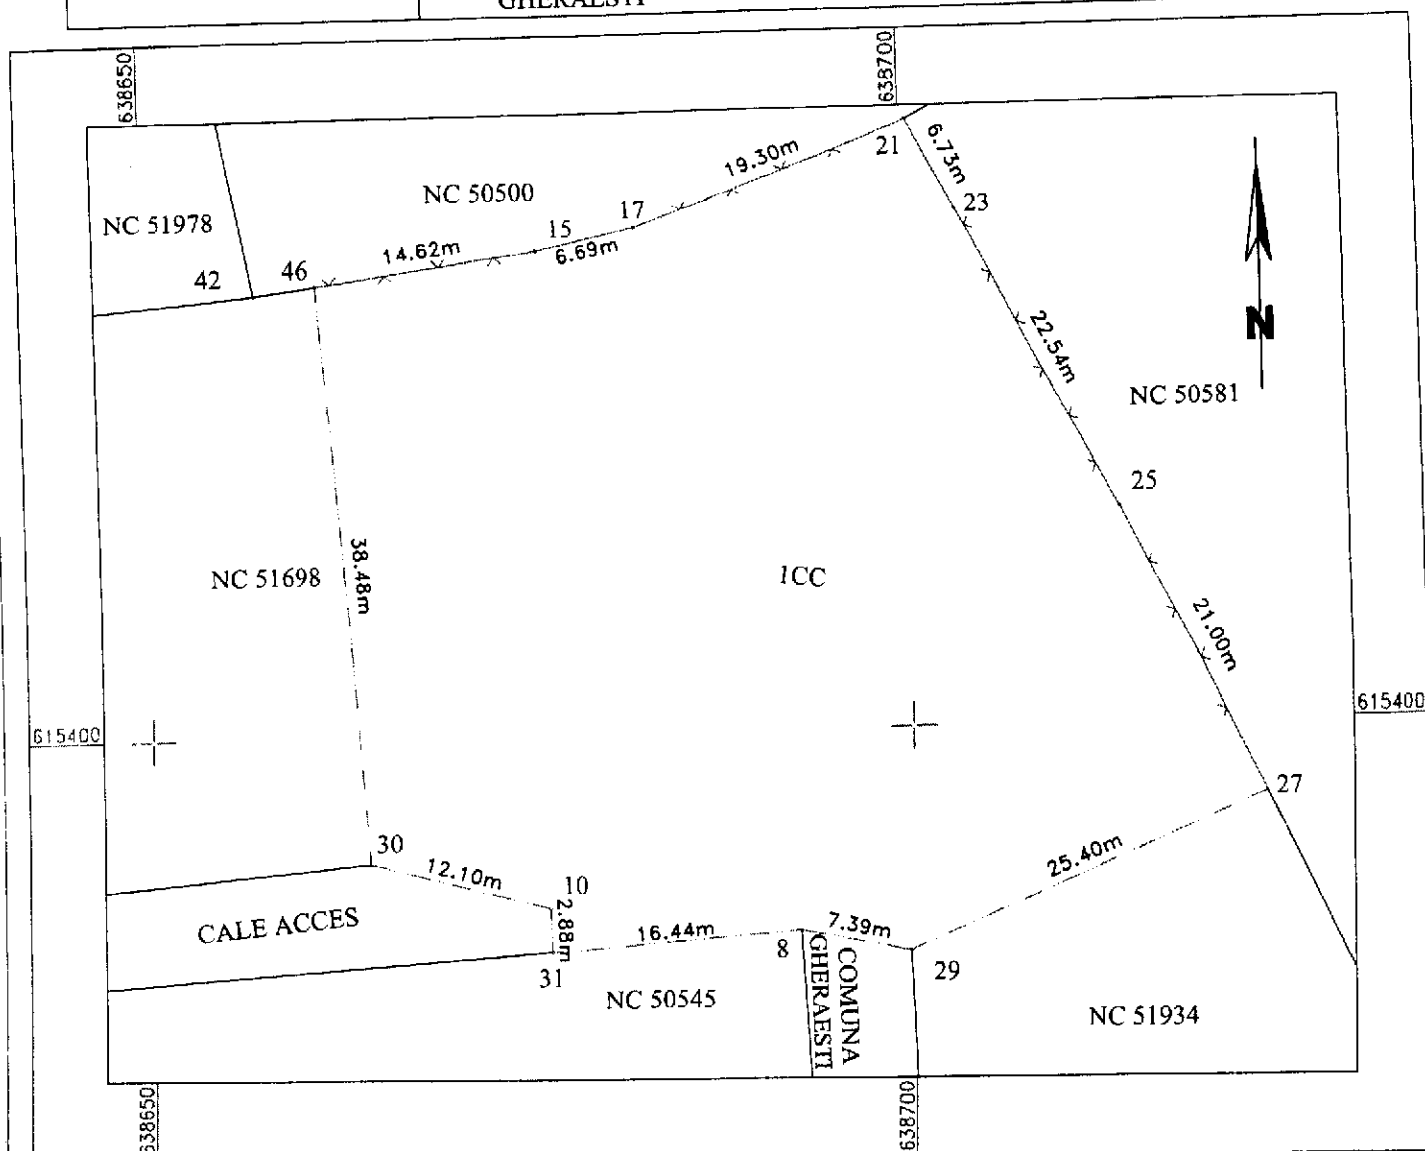 GHERAESTI
638650
638700
21
6.73m
19.30m
NC 50500
23
NC 51978
17
15
14.62m
6.69m
46
42
N
22.54m
NC 50581
25
38.48m
NC 51698
1CC
21.00m
615400
615400
27
30
12.10m
25.40m
10
2.88m
CALE ACCES
16.44m
7.39m
8
31
29
COMUNA
GHERAESTI
NC 50545
NC 51934
638650
638700